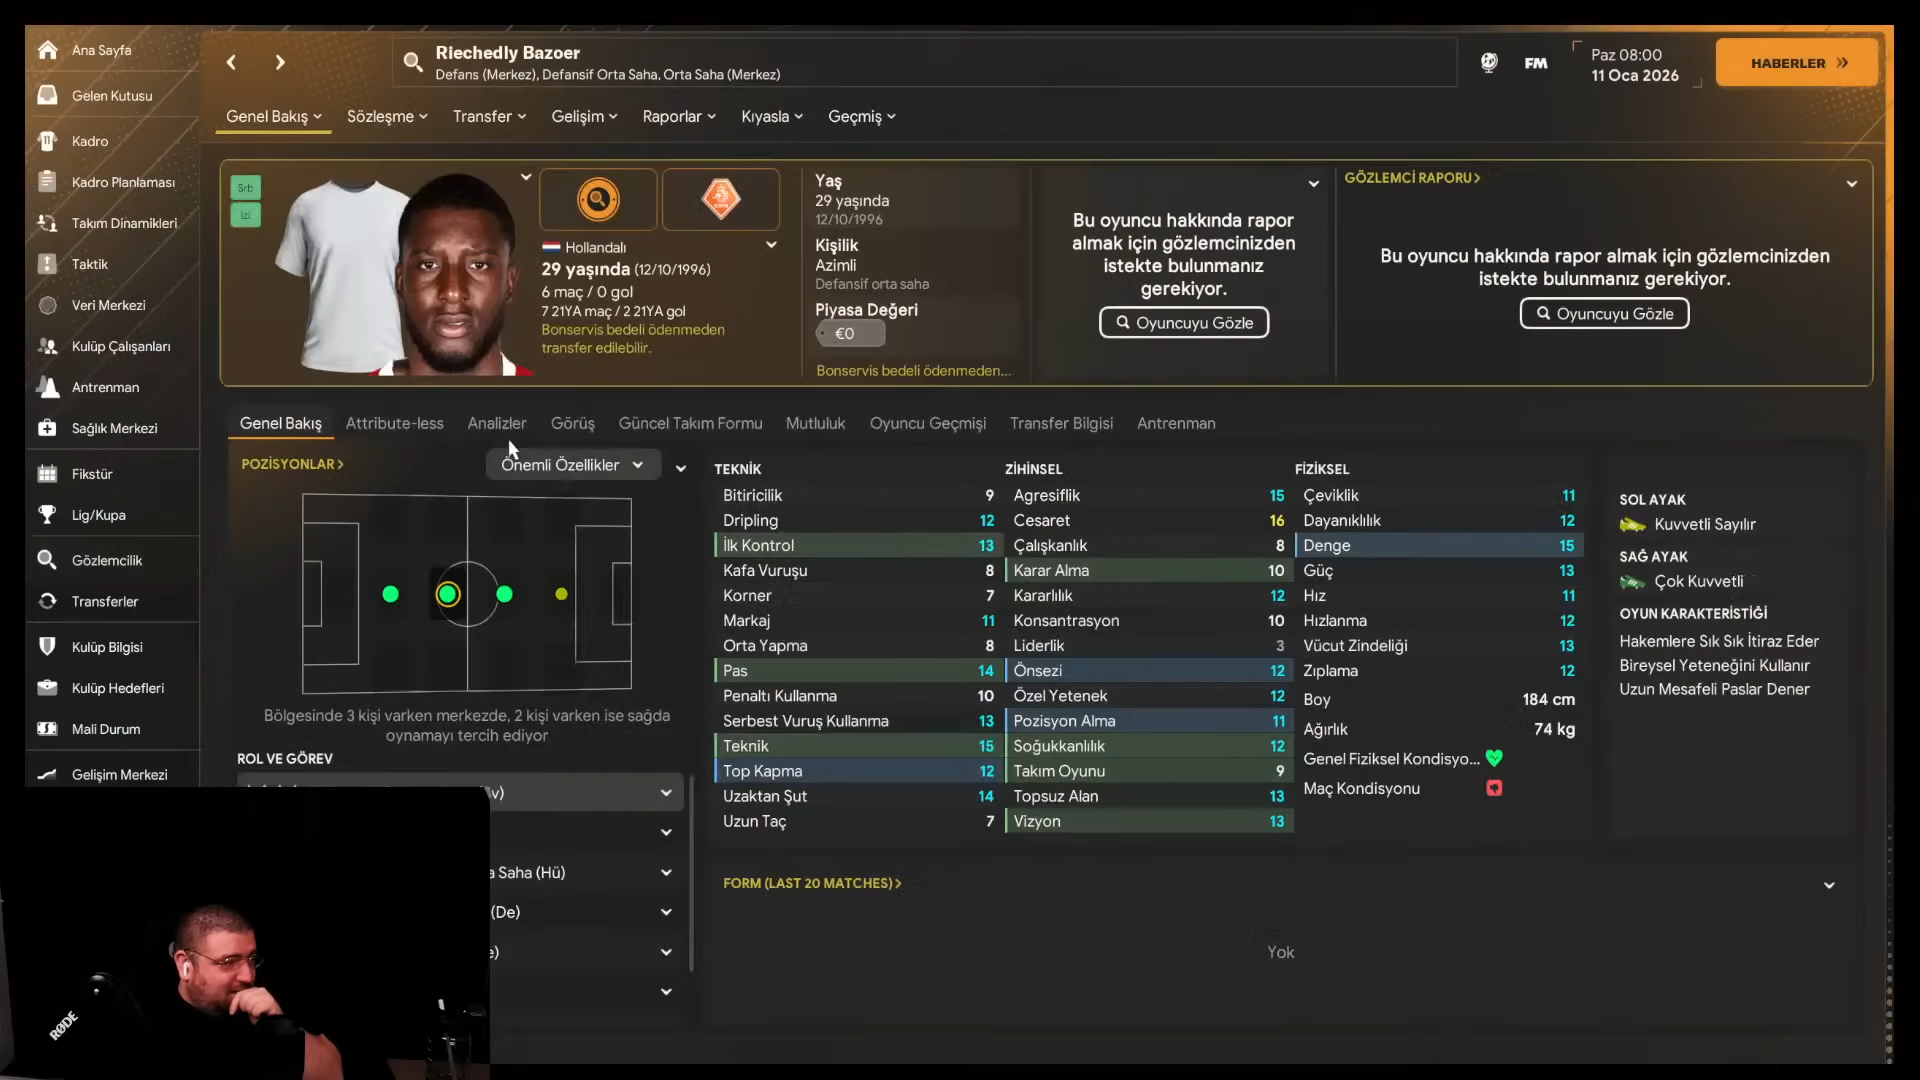 Ana Sayfa
Gelen Kutusu
Kadro
Kadro Planlaması
Takım Dinamikleri
Taktik
Veri Merkezi
Kulüp Çalışanları
Antrenman
Sağlık Merkezi
Fikstür
Lig/Kupa
Gözlemcilik
Transferler
Kulüp Bilgisi
Kulüp Hedefleri
Mali Durum
Gelişim Merkezi
Riechedly Bazoer
Defans (Merkez), Defansif Orta Saha, Orta Saha (Merkez)
FM
Paz 08:00
11 Oca 2026
HABERLER
Genel Bakış
Sözleşme
Transfer
Gelişim
Raporlar
Kıyasla
Geçmiş
Srb
İzl
Hollandalı
29 yaşında (12/10/1996)
6 maç / 0 gol
7 21YA maç / 2 21YA gol
Bonservis bedeli ödenmeden
transfer edilebilir.
Yaş
29 yaşında
12/10/1996
Kişilik
Azimli
Defansif orta saha
Piyasa Değeri
€0
Bonservis bedeli ödenmeden...
Bu oyuncu hakkında rapor
almak için gözlemcinizden
istekte bulunmanız
gerekiyor.
Oyuncuyu Gözle
GÖZLEMCİ RAPORU
Bu oyuncu hakkında rapor almak için gözlemcinizden
istekte bulunmanız gerekiyor.
Oyuncuyu Gözle
Genel Bakış
Attribute-less
Analizler
Görüş
Güncel Takım Formu
Mutluluk
Oyuncu Geçmişi
Transfer Bilgisi
Antrenman
POZİSYONLAR
Önemli Özellikler
Bölgesinde 3 kişi varken merkezde, 2 kişi varken ise sağda
oynamayı tercih ediyor
ROL VE GÖREV
a Saha (Hü)
(De)
TEKNİK
Bitiricilik 9
Dripling 12
İlk Kontrol 13
Kafa Vuruşu 8
Korner 7
Markaj 11
Orta Yapma 8
Pas 14
Penaltı Kullanma 10
Serbest Vuruş Kullanma 13
Teknik 15
Top Kapma 12
Uzaktan Şut 14
Uzun Taç 7
ZİHİNSEL
Agresiflik 15
Cesaret 16
Çalışkanlık 8
Karar Alma 10
Kararlılık 12
Konsantrasyon 10
Liderlik 3
Önsezi 12
Özel Yetenek 12
Pozisyon Alma 11
Soğukkanlılık 12
Takım Oyunu 9
Topsuz Alan 13
Vizyon 13
FİZİKSEL
Çeviklik 11
Dayanıklılık 12
Denge 15
Güç 13
Hız 11
Hızlanma 12
Vücut Zindeliği 13
Zıplama 12
Boy 184 cm
Ağırlık 74 kg
Genel Fiziksel Kondisyo...
Maç Kondisyonu
SOL AYAK
Kuvvetli Sayılır
SAĞ AYAK
Çok Kuvvetli
OYUN KARAKTERİSTİĞİ
Hakemlere Sık Sık İtiraz Eder
Bireysel Yeteneğini Kullanır
Uzun Mesafeli Paslar Dener
FORM (LAST 20 MATCHES)
Yok
RØDE